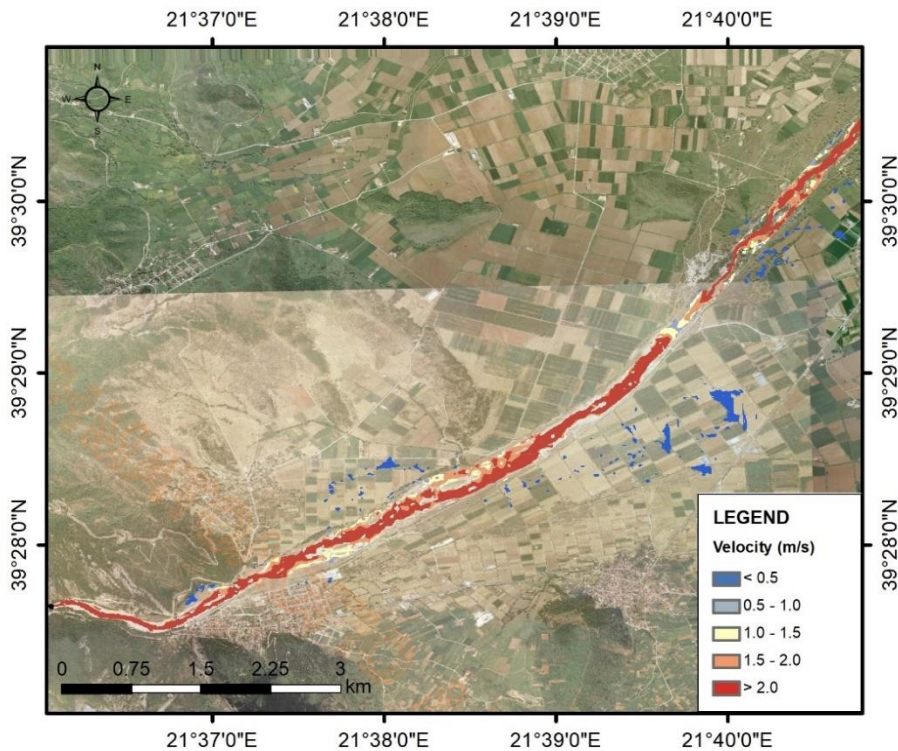 21°37'0"E 21°38'0"E 21°39'0"E 21°40'0"E
N
W E
S
39°30'0"N 39°30'0"N
39°29'0"N 39°29'0"N
39°28'0"N 39°28'0"N
LEGEND
Velocity (m/s)
< 0.5
0.5 - 1.0
1.0 - 1.5
1.5 - 2.0
> 2.0
0 0.75 1.5 2.25 3
km
21°37'0"E 21°38'0"E 21°39'0"E 21°40'0"E